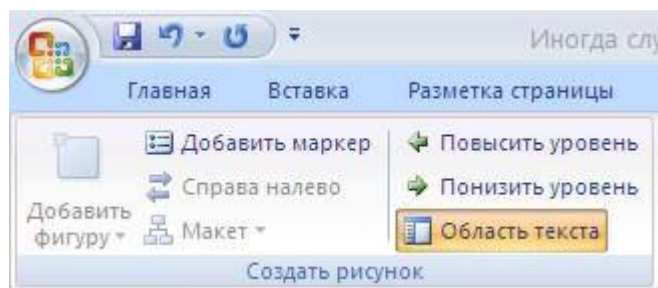 Иногда слу
Главная Вставка Разметка страницы
Добавить маркер Повысить уровень
Справа налево Понизить уровень
Добавить фигуру Макет Область текста
Создать рисунок